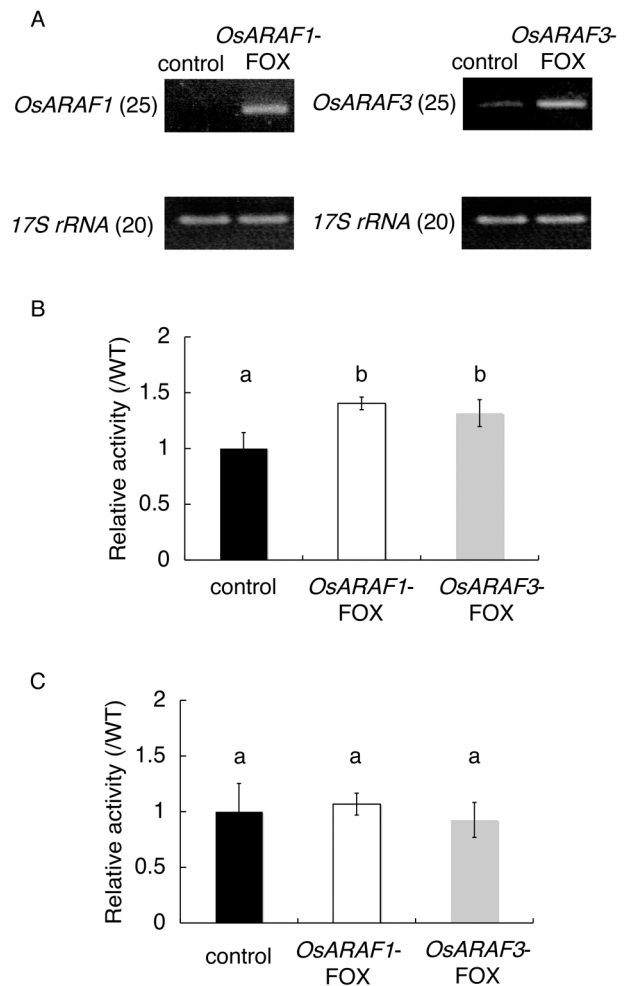 A
control OsARAF1-FOX
control OsARAF3-FOX
OsARAF1 (25)
OsARAF3 (25)
17S rRNA (20)
17S rRNA (20)
B
Relative activity (/WT)
2
1.5
1
0.5
0
a
b
b
control
OsARAF1-
FOX
OsARAF3-
FOX
C
Relative activity (/WT)
2
1.5
1
0.5
0
a
a
a
control
OsARAF1-
FOX
OsARAF3-
FOX